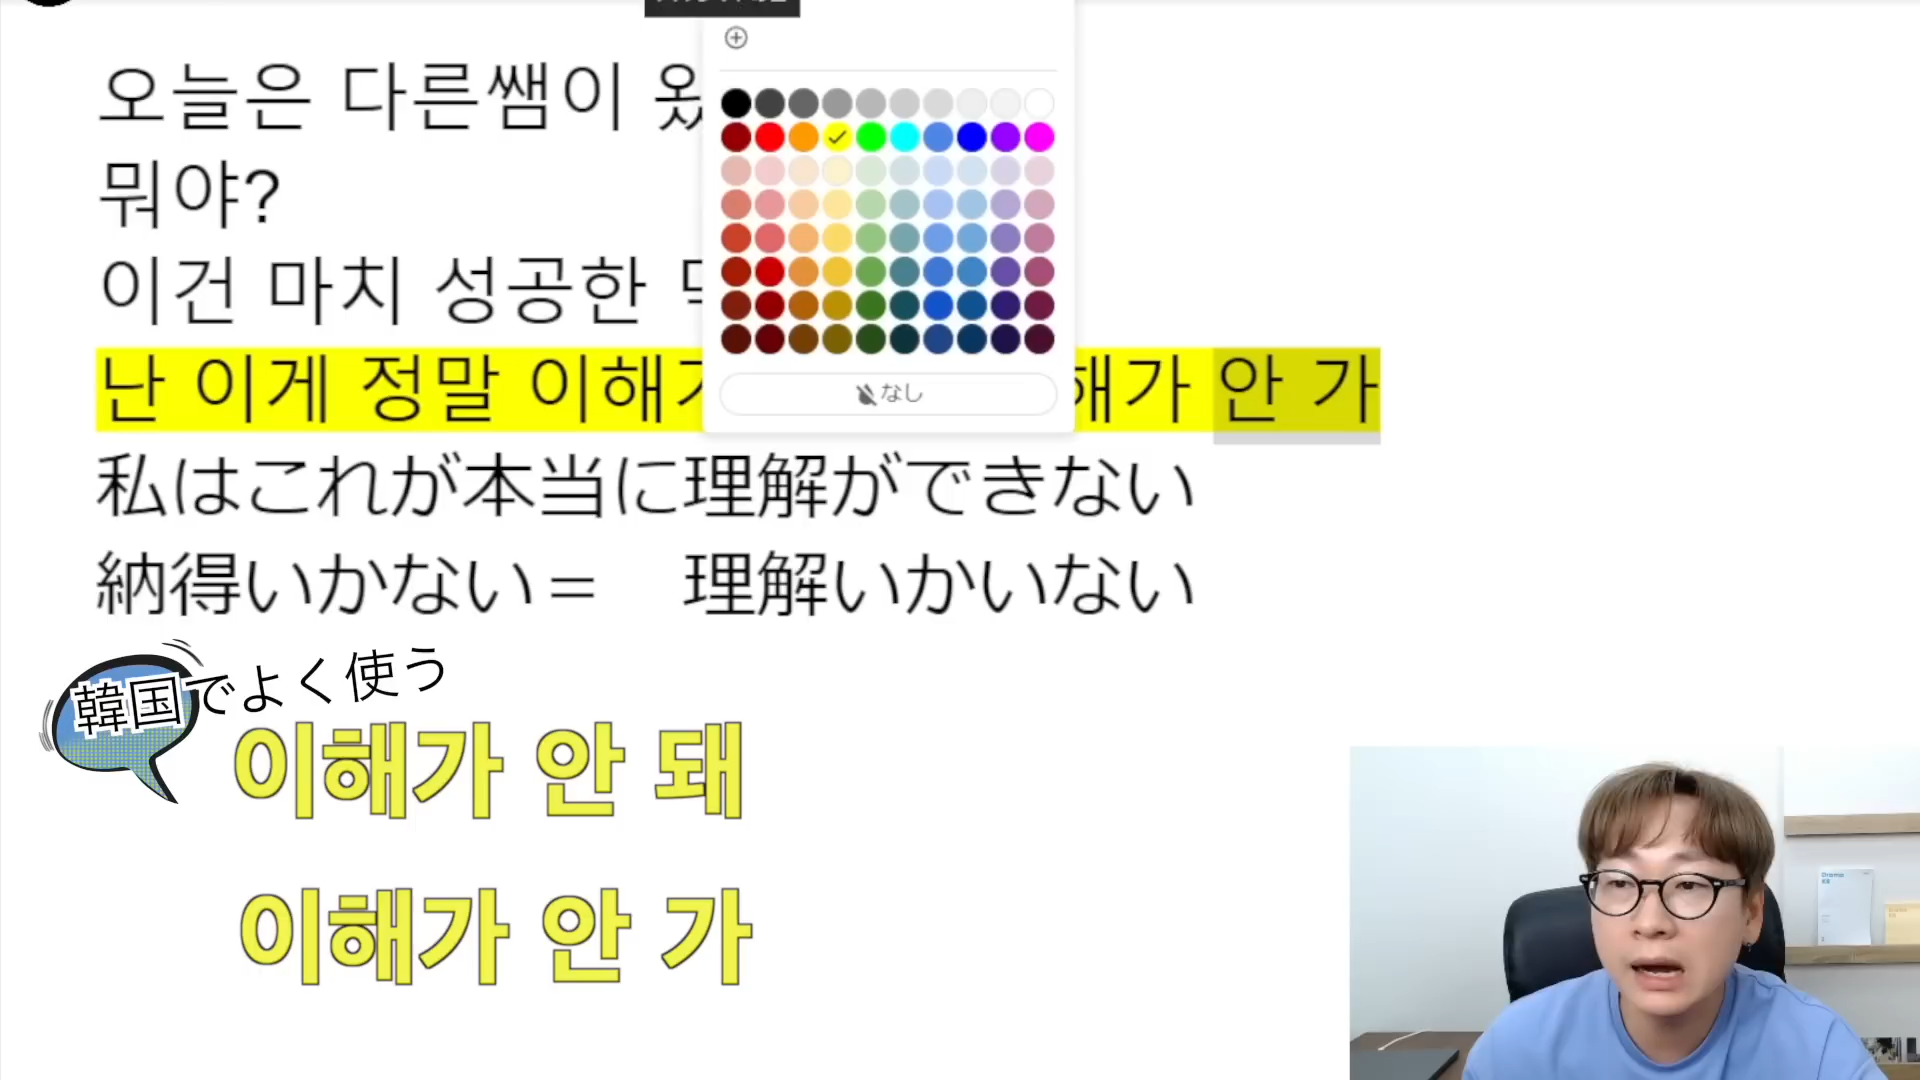 오늘은 다른쌤이 왔
뭐야?
이건 마치 성공한
なし
난 이게 정말 이해 해가 안 가
私はこれが本当に理解ができない
納得いかない＝　理解いかいない
韓国でよく使う
이해가 안 돼
이해가 안 가
Drama